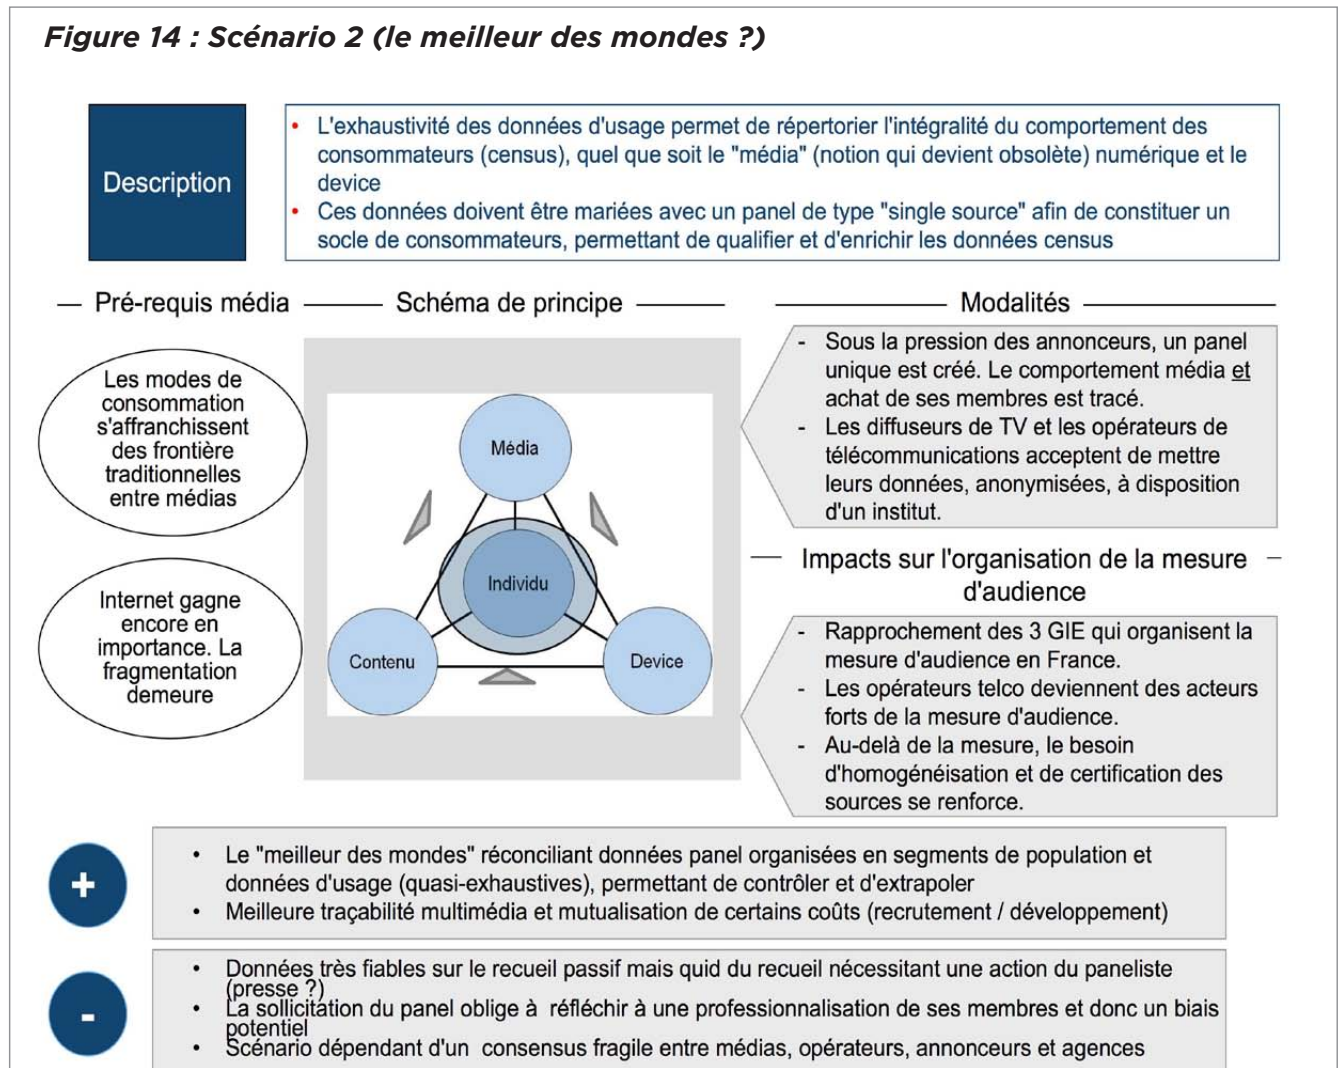 Figure 14 : Scénario 2 (le meilleur des mondes ?)
Description
• L'exhaustivité des données d'usage permet de répertorier l'intégralité du comportement des
consommateurs (census), quel que soit le "média" (notion qui devient obsolète) numérique et le
device
• Ces données doivent être mariées avec un panel de type "single source" afin de constituer un
socle de consommateurs, permettant de qualifier et d'enrichir les données census
Pré-requis média
Les modes de
consommation
s'affranchissent
des frontière
traditionnelles
entre médias
Internet gagne
encore en
importance. La
fragmentation
demeure
Schéma de principe
Média
Individu
Contenu
Device
Modalités
- Sous la pression des annonceurs, un panel
unique est créé. Le comportement média et
achat de ses membres est tracé.
- Les diffuseurs de TV et les opérateurs de
télécommunications acceptent de mettre
leurs données, anonymisées, à disposition
d'un institut.
Impacts sur l'organisation de la mesure
d'audience
- Rapprochement des 3 GIE qui organisent la
mesure d'audience en France.
- Les opérateurs telco deviennent des acteurs
forts de la mesure d'audience.
- Au-delà de la mesure, le besoin
d'homogénéisation et de certification des
sources se renforce.
+
• Le "meilleur des mondes" réconciliant données panel organisées en segments de population et
données d'usage (quasi-exhaustives), permettant de contrôler et d'extrapoler
• Meilleure traçabilité multimédia et mutualisation de certains coûts (recrutement / développement)
-
• Données très fiables sur le recueil passif mais quid du recueil nécessitant une action du paneliste
(presse ?)
• La sollicitation du panel oblige à réfléchir à une professionnalisation de ses membres et donc un biais
potentiel
• Scénario dépendant d'un consensus fragile entre médias, opérateurs, annonceurs et agences